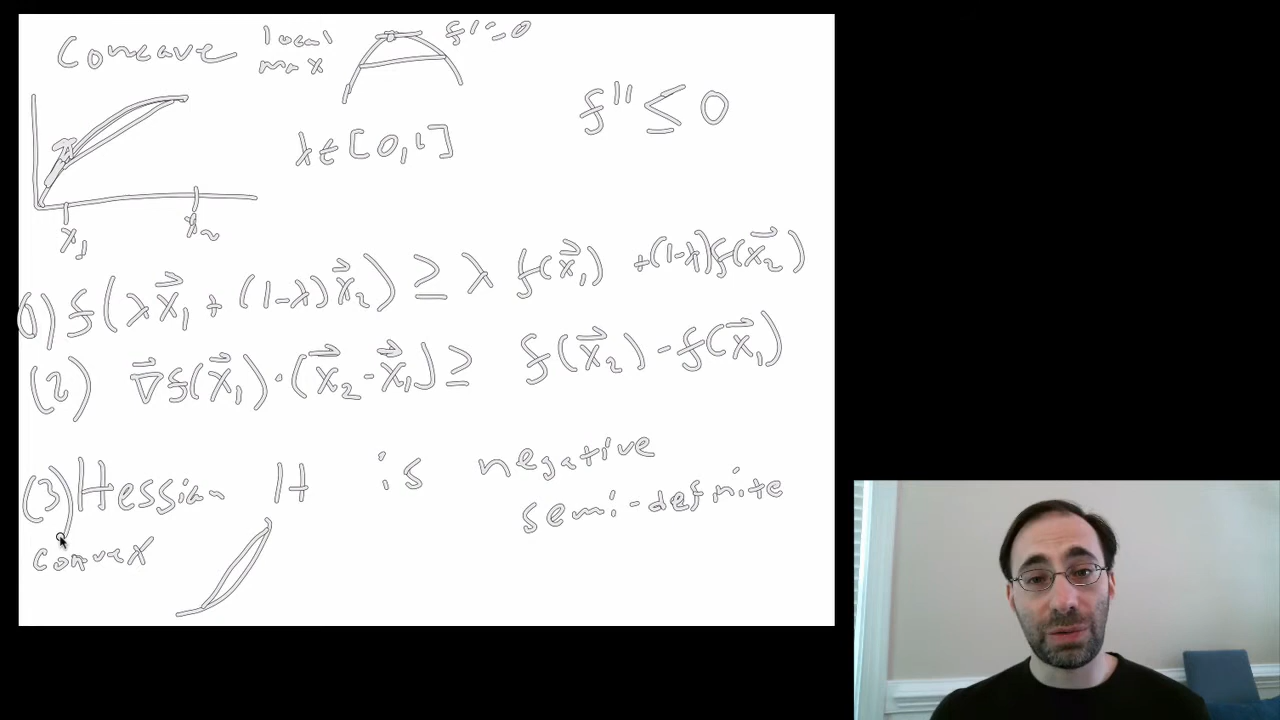 Concave local max f'=0
f'' ≤ 0
λ∈[0,1]
x₁ x₂
(1) f(λx⃗₁ + (1-λ)x⃗₂) ≥ λ f(x⃗₁) + (1-λ)f(x⃗₂)
(2) ∇⃗f(x⃗₁)·(x⃗₂-x⃗₁) ≥ f(x⃗₂)-f(x⃗₁)
(3) Hessian H is negative
semi-definite
convex